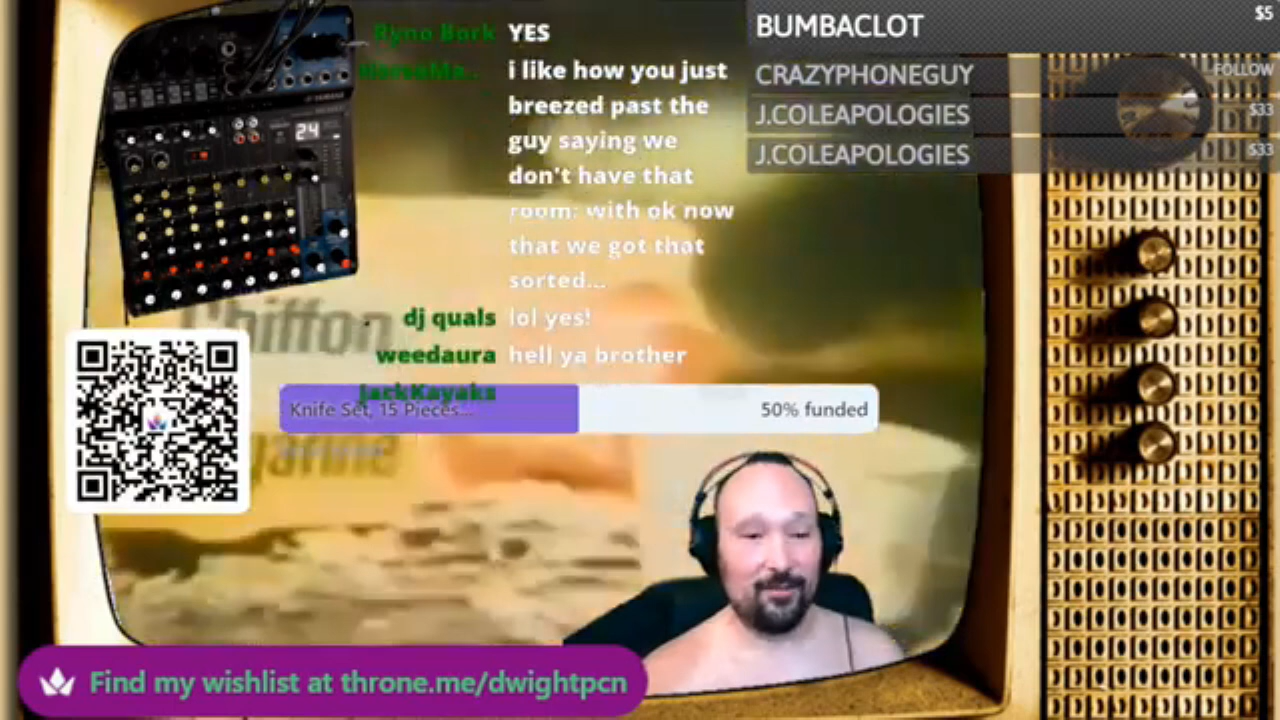 Ryno Bork YES
i like how you just
breezed past the
guy saying we
don't have that
room: with ok now
that we got that
sorted...
dj quals lol yes!
weedaura hell ya brother
JackKayaks
BUMBACLOT $5
CRAZYPHONEGUY FOLLOW
J.COLEAPOLOGIES $33
J.COLEAPOLOGIES $33
YAMAHA
24
Chiffon
Knife Set, 15 Pieces... 50% funded
Find my wishlist at throne.me/dwightpcn